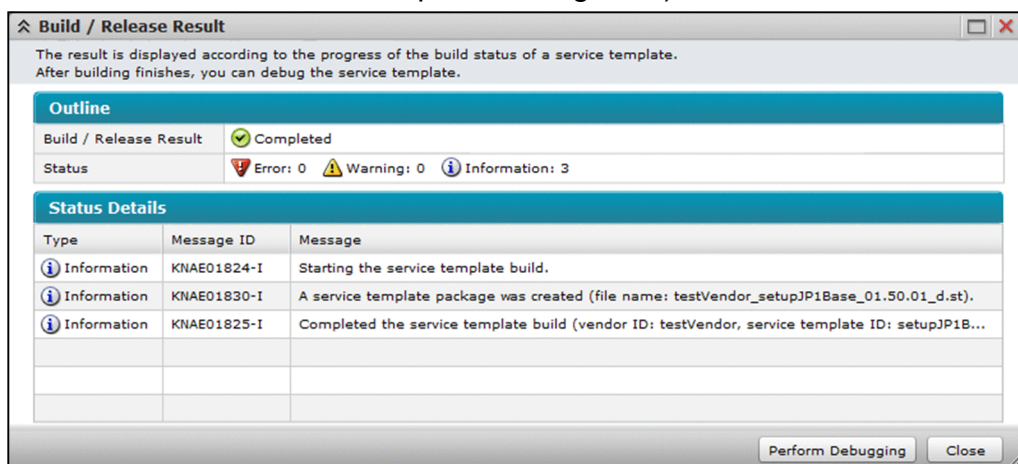 Build / Release Result
The result is displayed according to the progress of the build status of a service template.
After building finishes, you can debug the service template.
Outline
Build / Release Result Completed
Status Error: 0 Warning: 0 Information: 3
Status Details
Type Message ID Message
Information KNAE01824-I Starting the service template build.
Information KNAE01830-I A service template package was created (file name: testVendor_setupJP1Base_01.50.01_d.st).
Information KNAE01825-I Completed the service template build (vendor ID: testVendor, service template ID: setupJP1B...
Perform Debugging Close